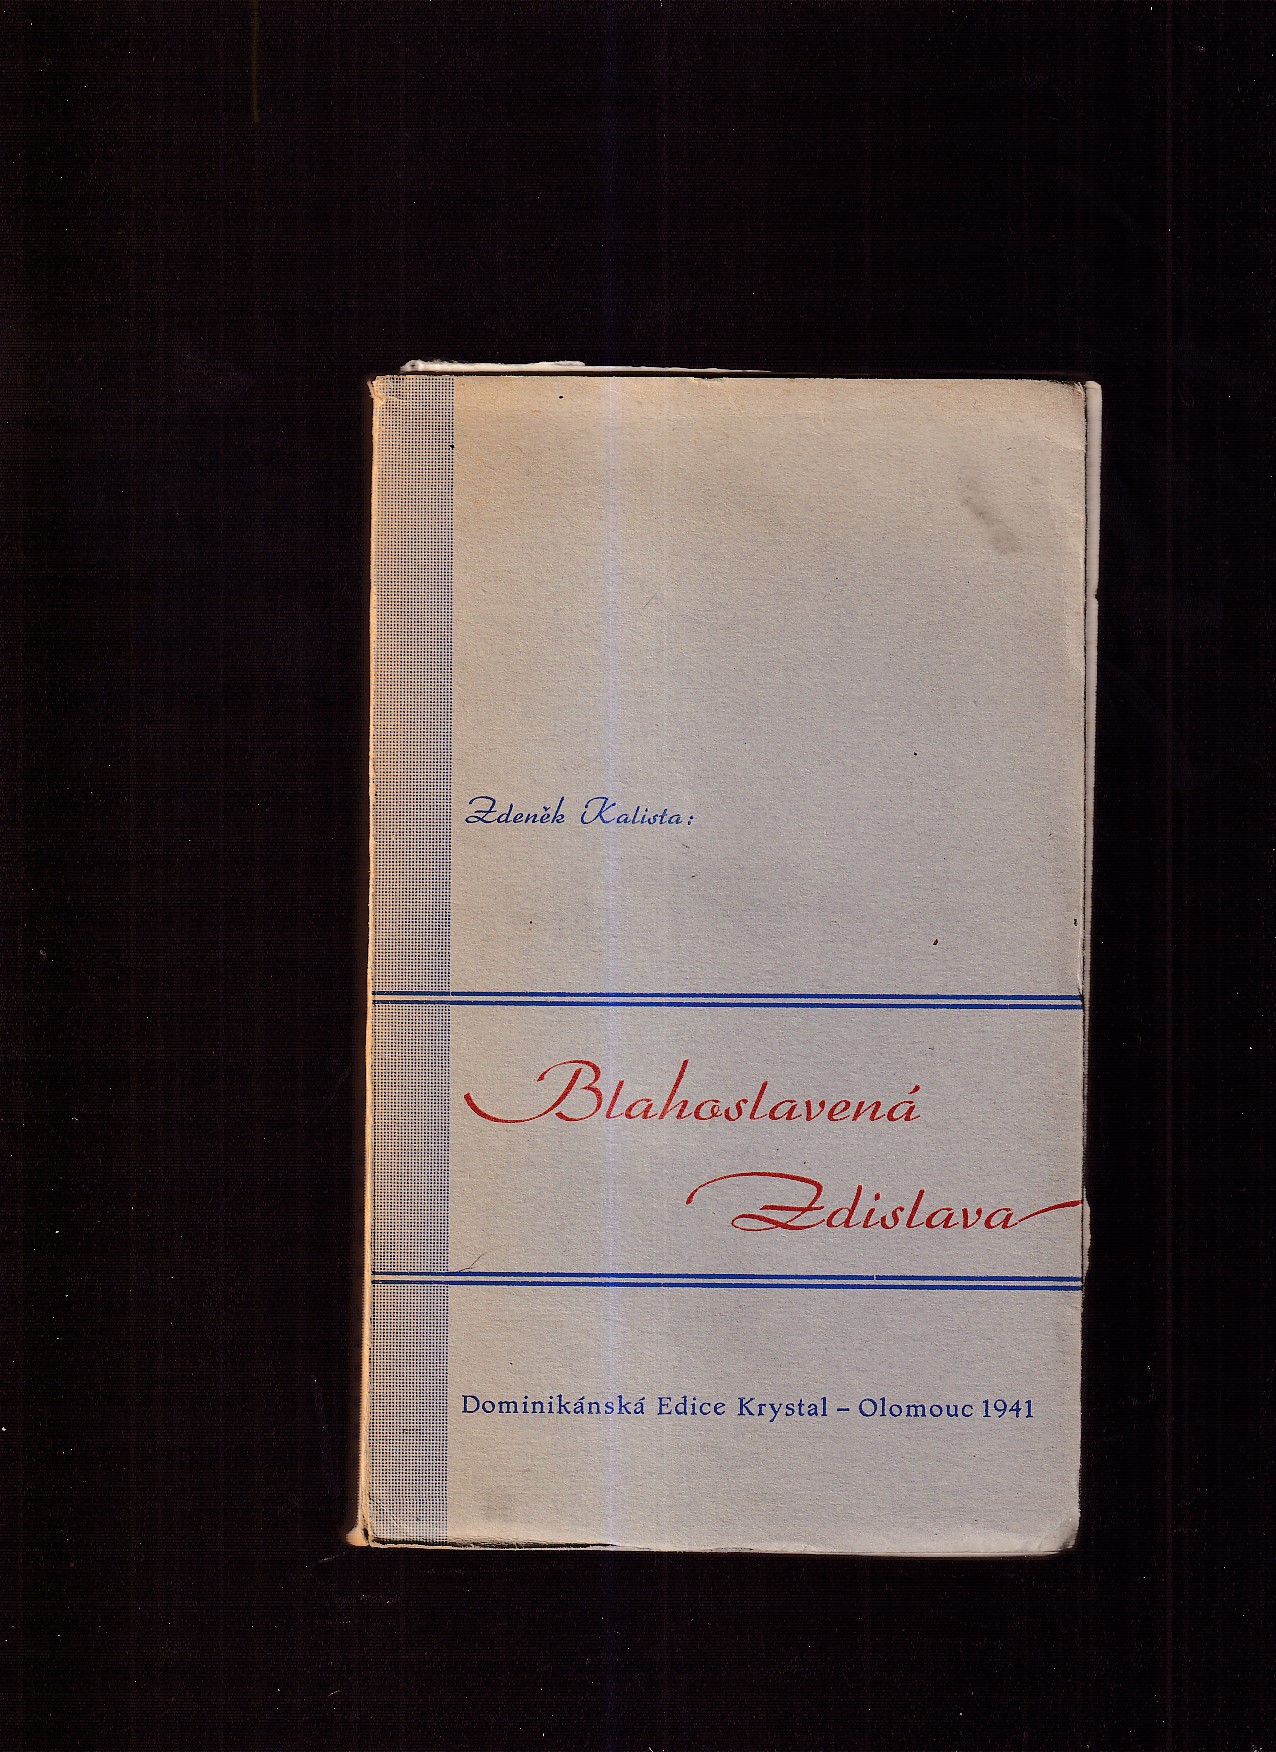 Zdeněk Kalista:
Blahoslavená
Zdislava
Dominikánská Edice Krystal – Olomouc 1941